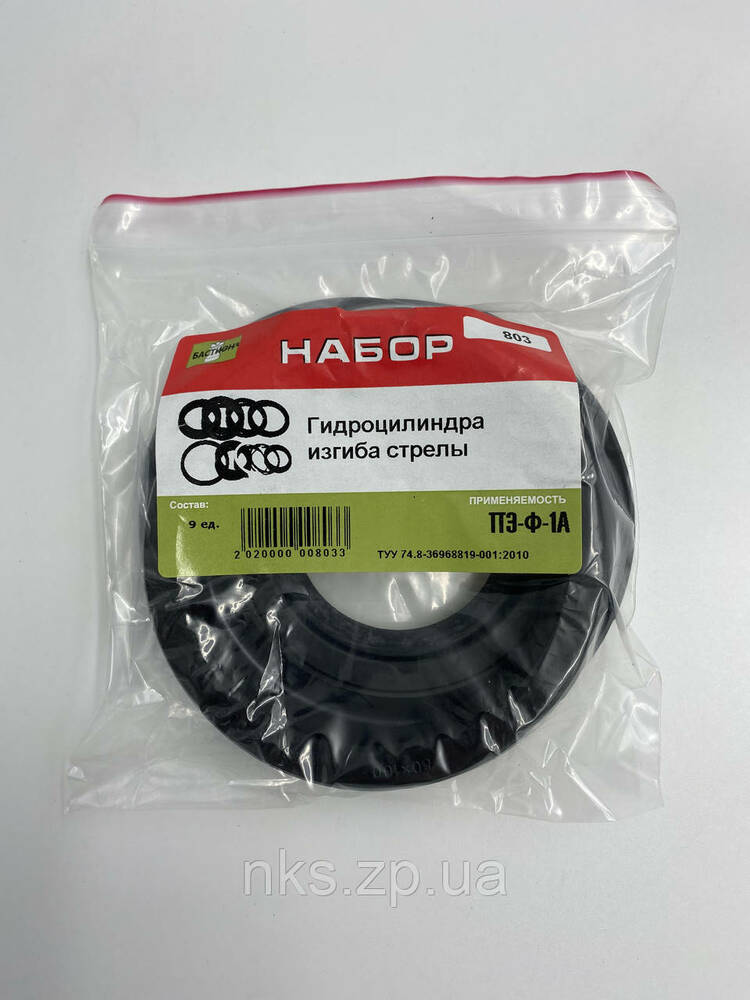 803
БАСТИОН
НАБОР
Гидроцилиндра
изгиба стрелы
Состав:
9 ед.
ПРИМЕНЯЕМОСТЬ
ПЭ-Ф-1А
2 020000 008033
ТУУ 74.8-36968819-001:2010
nks.zp.ua